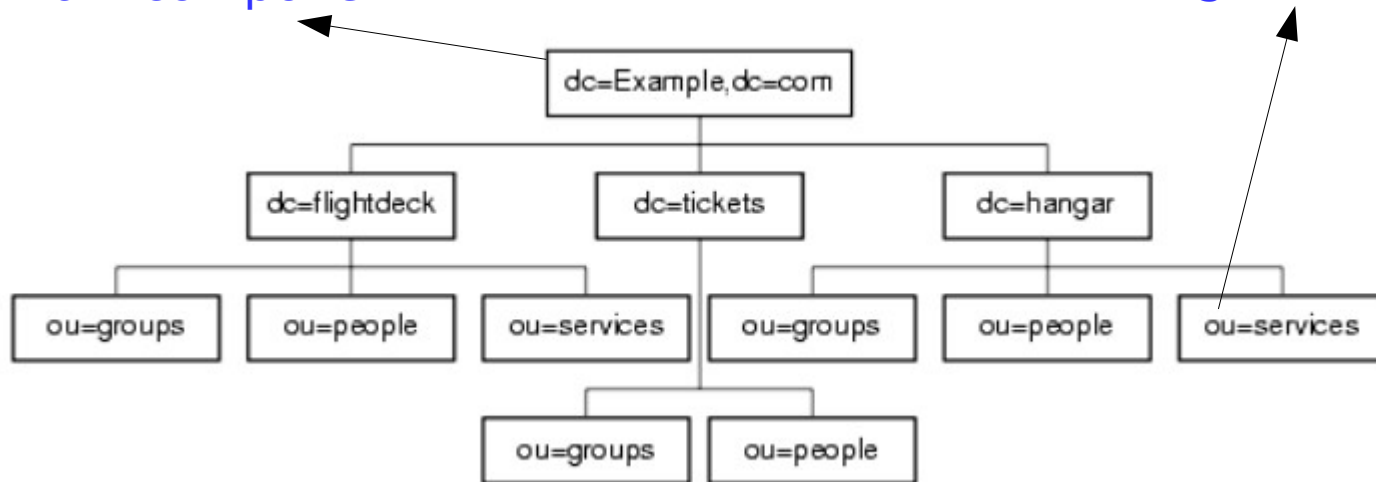 dc=Example,dc=com
dc=flightdeck
dc=tickets
dc=hangar
ou=groups
ou=people
ou=services
ou=groups
ou=people
ou=services
ou=groups
ou=people